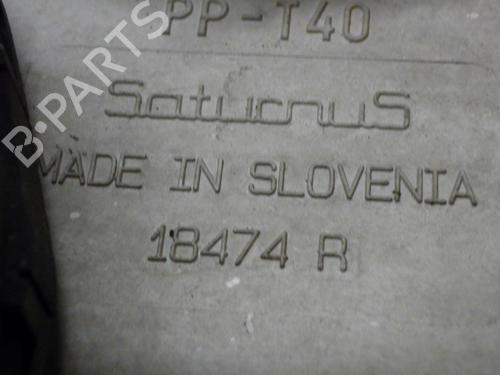 PP-T40
SaturnuS
MADE IN SLOVENIA
18474 R
B-PARTS